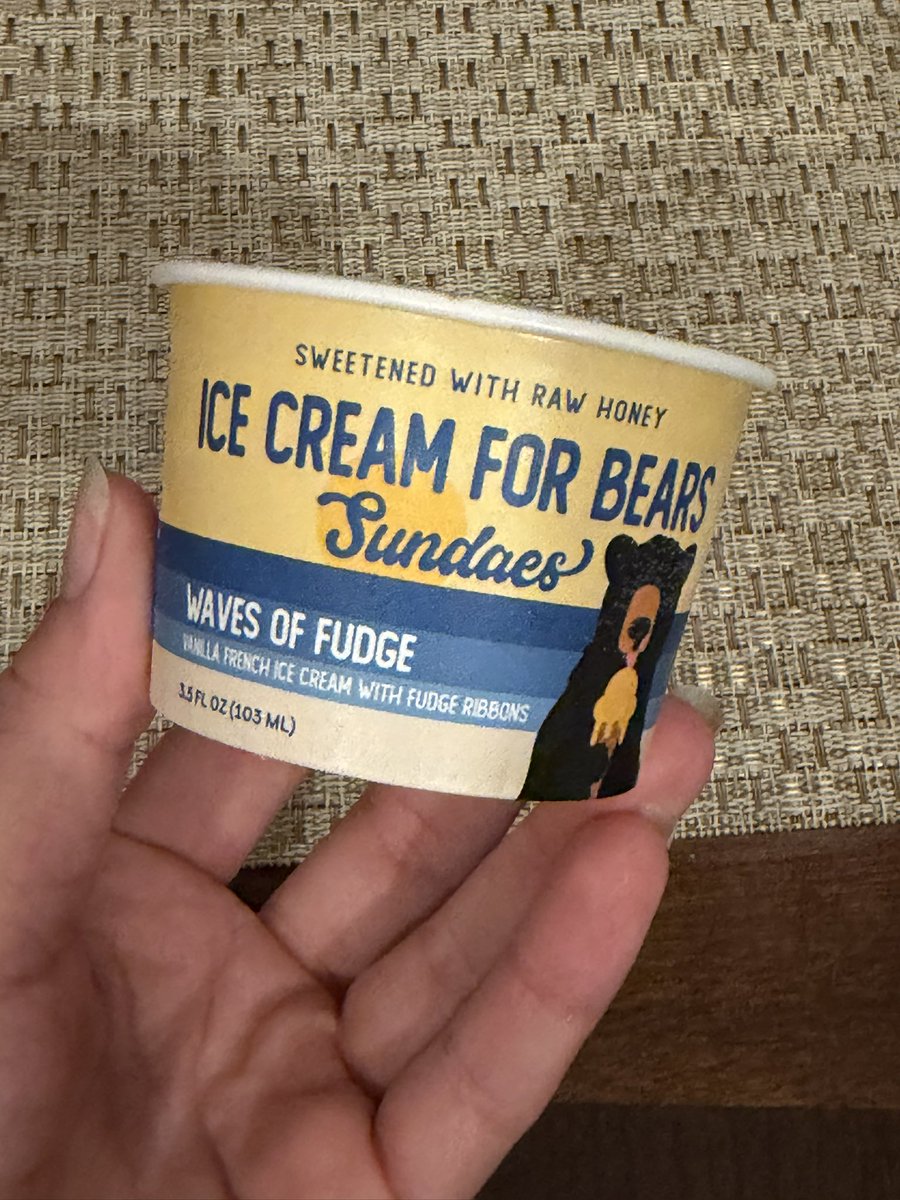 SWEETENED WITH RAW HONEY
ICE CREAM FOR BEARS
Sundaes
WAVES OF FUDGE
VANILLA FRENCH ICE CREAM WITH FUDGE RIBBONS
3.5 FL OZ (103 ML)